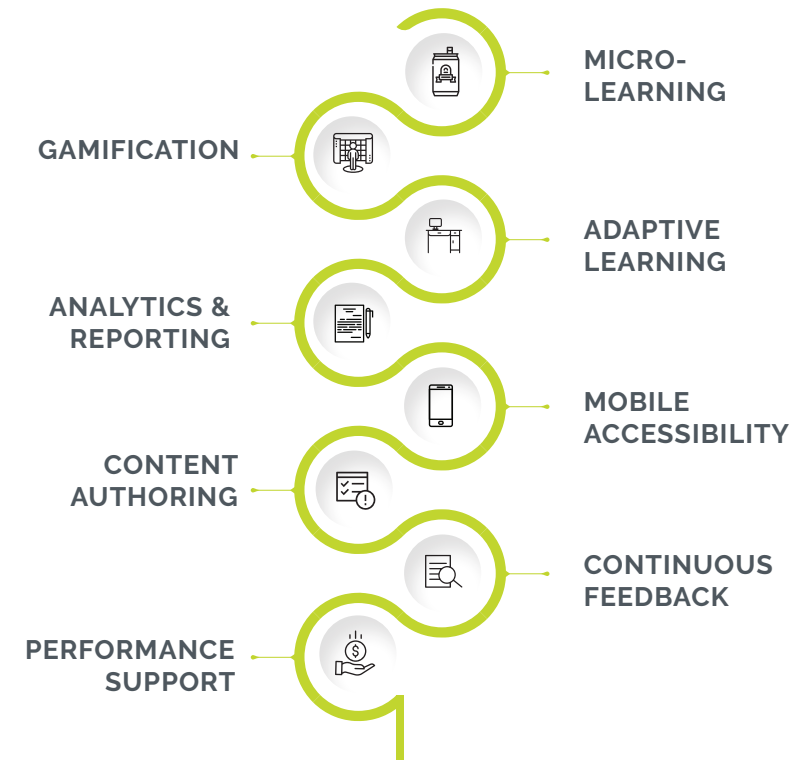 MICRO-
LEARNING
GAMIFICATION
ADAPTIVE
LEARNING
ANALYTICS &
REPORTING
MOBILE
ACCESSIBILITY
CONTENT
AUTHORING
CONTINUOUS
FEEDBACK
PERFORMANCE
SUPPORT